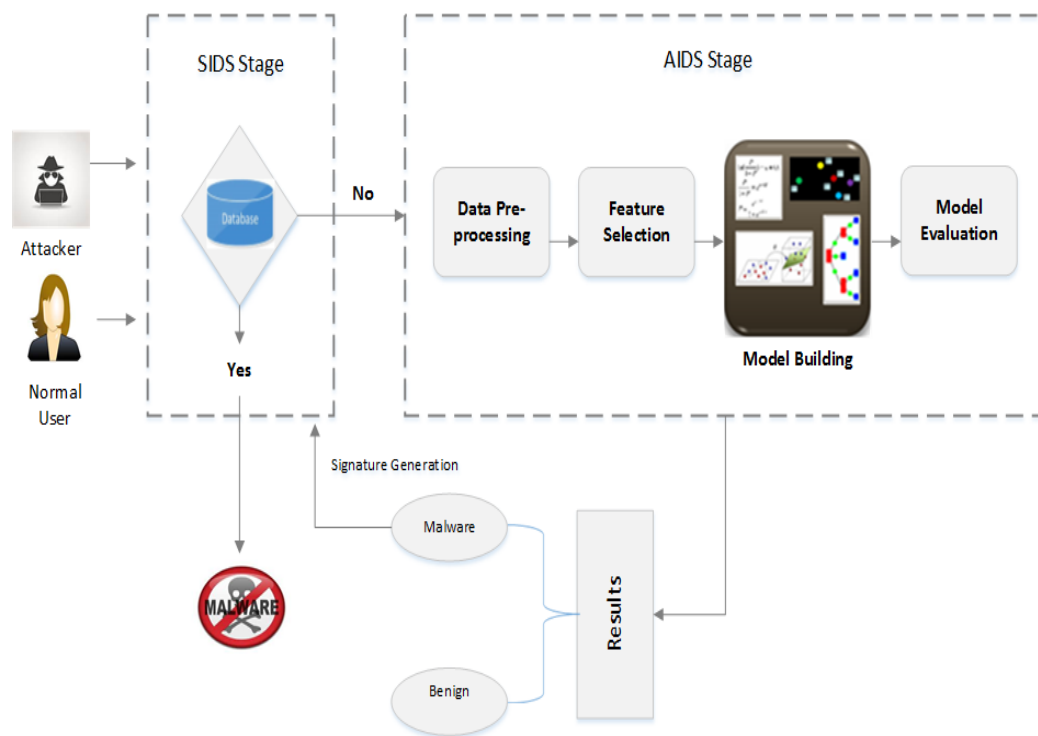 SIDS Stage
AIDS Stage
Attacker
Normal
User
Database
No
Yes
Data Pre-
processing
Feature
Selection
Model Building
Model
Evaluation
Signature Generation
Malware
Benign
Results
MALWARE